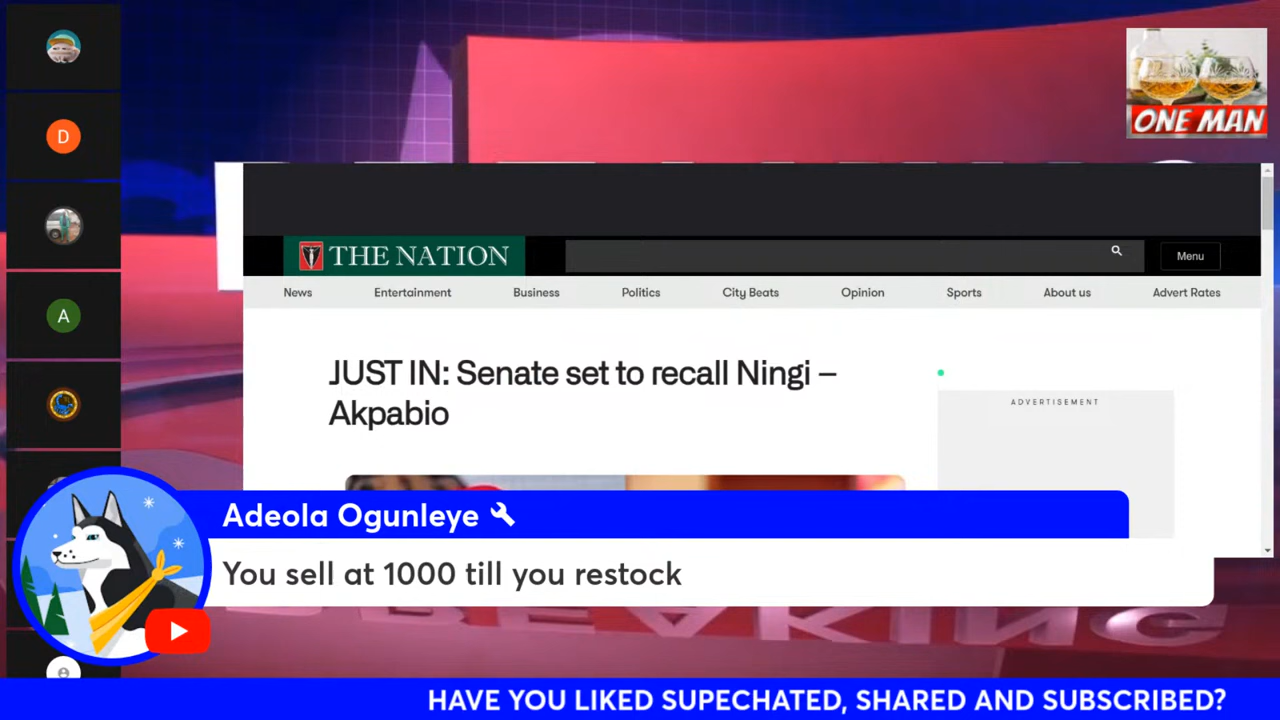 D
A
ONE MAN
THE NATION
Menu
News Entertainment Business Politics City Beats Opinion Sports About us Advert Rates
JUST IN: Senate set to recall Ningi –
Akpabio
ADVERTISEMENT
Adeola Ogunleye
You sell at 1000 till you restock
BREAKING
HAVE YOU LIKED SUPECHATED, SHARED AND SUBSCRIBED?